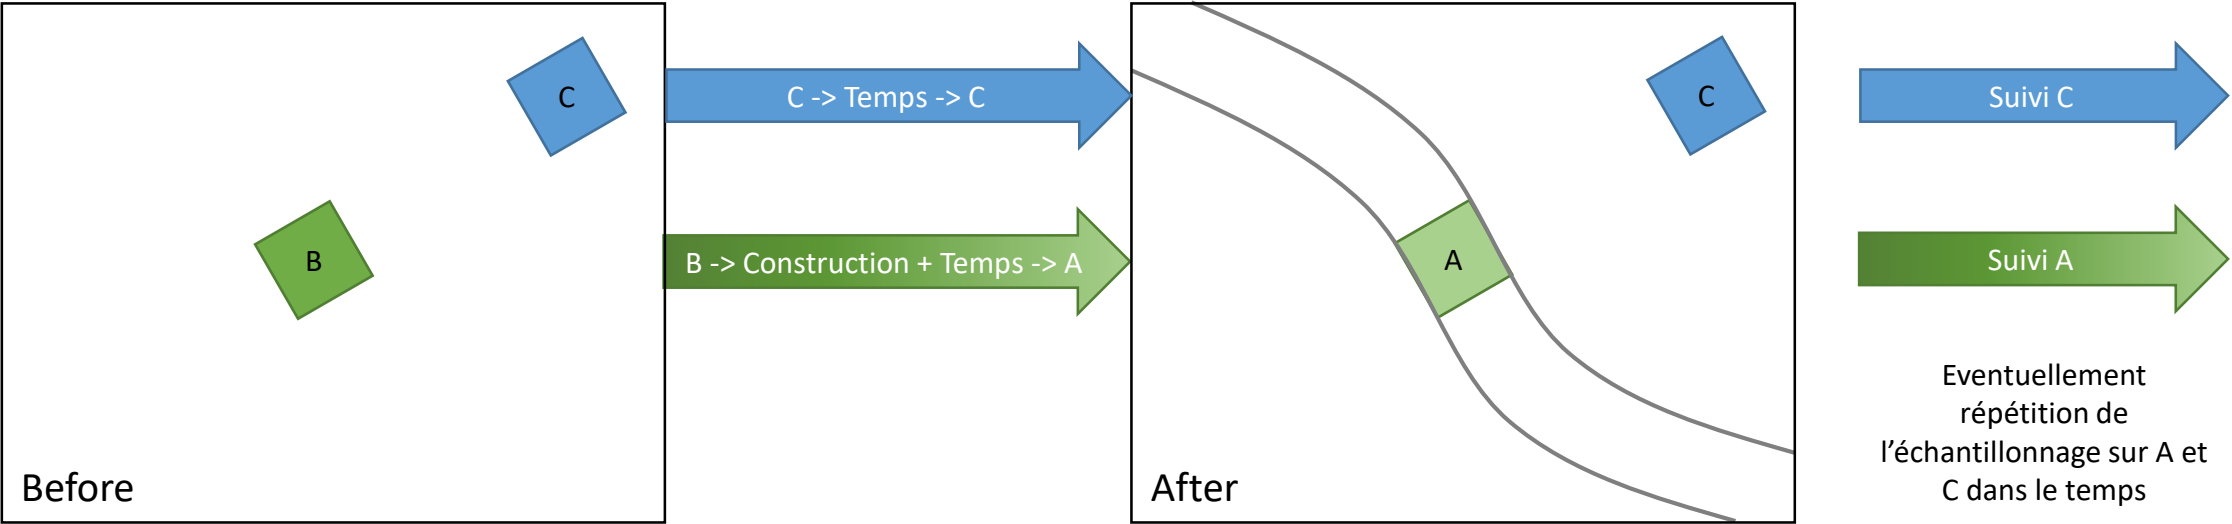 C
B
Before
C -> Temps -> C
B -> Construction + Temps -> A
C
A
After
Suivi C
Suivi A
Eventuellement
répétition de
l’échantillonnage sur A et
C dans le temps